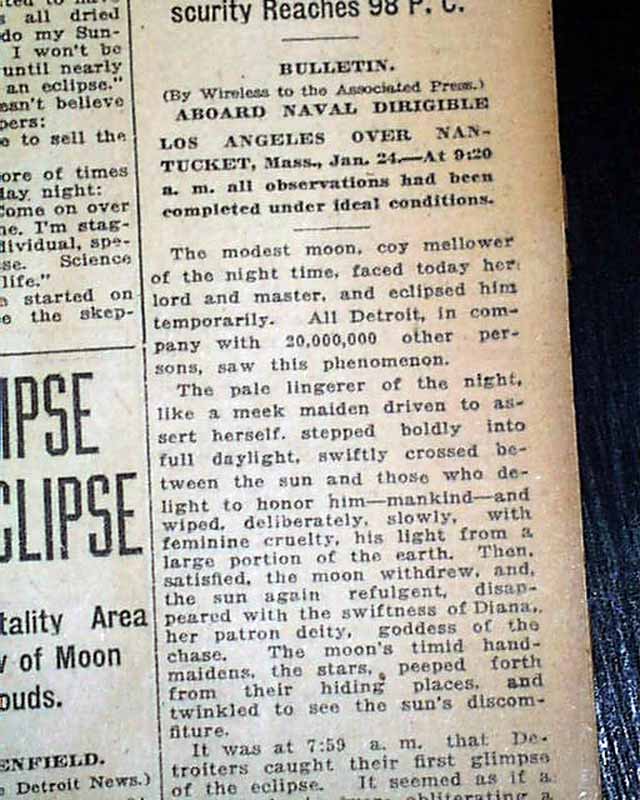 s all dried
do my Sun-
I won't be
until nearly
an eclipse."
esn't believe
pers:
e to sell the
ore of times
lay night:
Come on over
ne. I'm stag-
dividual, spe-
se. Science
life."
e started on
e the skep-
IPSE
CLIPSE
tality Area
of Moon
ouds.
ENFIELD.
Detroit News.)
scurity Reaches 98 P. C.
BULLETIN.
(By Wireless to the Associated Press.)
ABOARD NAVAL DIRIGIBLE
LOS ANGELES OVER NAN-
TUCKET, Mass., Jan. 24.—At 9:20
a. m. all observations had been
completed under ideal conditions.
The modest moon, coy mellower
of the night time, faced today her
lord and master, and eclipsed him
temporarily. All Detroit, in com-
pany with 20,000,000 other per-
sons, saw this phenomenon.
The pale lingerer of the night,
like a meek maiden driven to as-
sert herself, stepped boldly into
full daylight, swiftly crossed be-
tween the sun and those who de-
light to honor him—mankind—and
wiped, deliberately, slowly, with
feminine cruelty, his light from a
large portion of the earth. Then,
satisfied, the moon withdrew, and,
the sun again refulgent, disap-
peared with the swiftness of Diana,
her patron deity, goddess of the
chase. The moon's timid hand-
maidens, the stars, peeped forth
from their hiding places, and
twinkled to see the sun's discom-
fiture.
It was at 7:59 a. m. that De-
troiters caught their first glimpse
of the eclipse. It seemed as if a
obliterating a